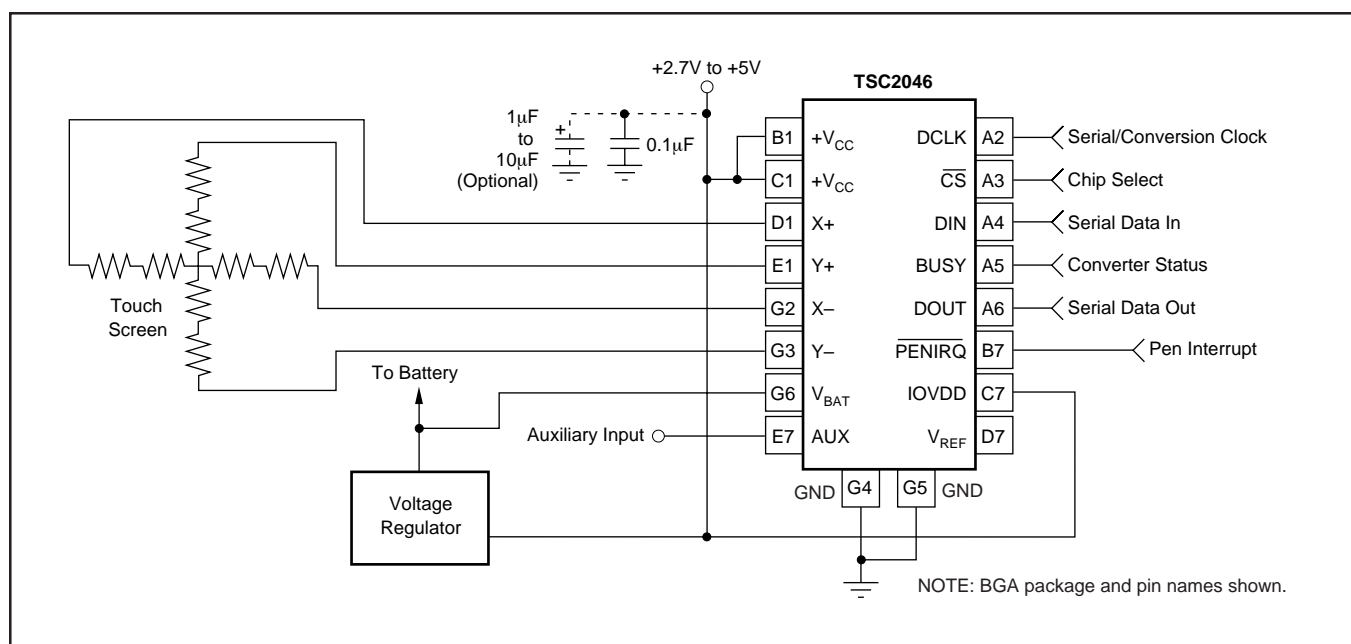 +2.7V to +5V
TSC2046
1µF
to
10µF
(Optional)
0.1µF
B1
+VCC
DCLK
A2
Serial/Conversion Clock
C1
+VCC
CS
A3
Chip Select
D1
X+
DIN
A4
Serial Data In
E1
Y+
BUSY
A5
Converter Status
Touch
Screen
G2
X–
DOUT
A6
Serial Data Out
G3
Y–
PENIRQ
B7
Pen Interrupt
To Battery
G6
VBAT
IOVDD
C7
Auxiliary Input
E7
AUX
VREF
D7
GND
G4
G5
GND
Voltage
Regulator
NOTE: BGA package and pin names shown.
+